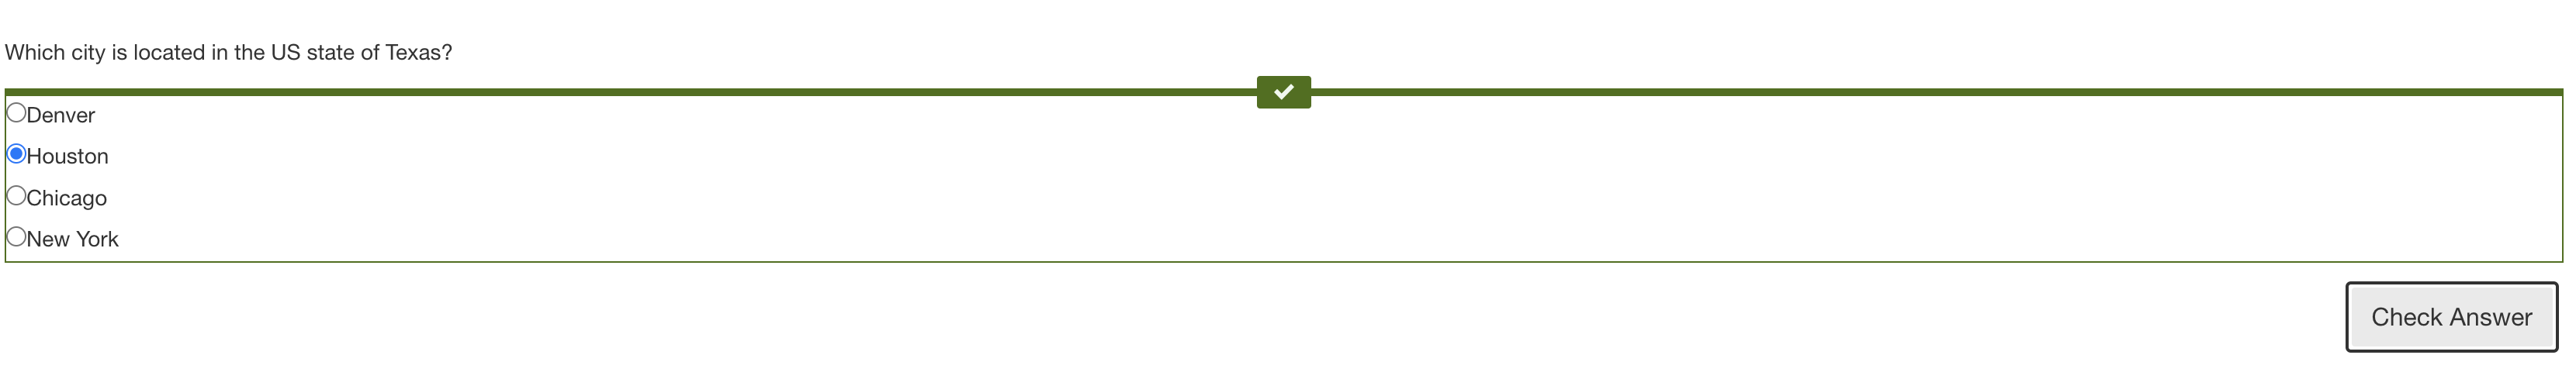 Which city is located in the US state of Texas?
Denver
Houston
Chicago
New York
Check Answer